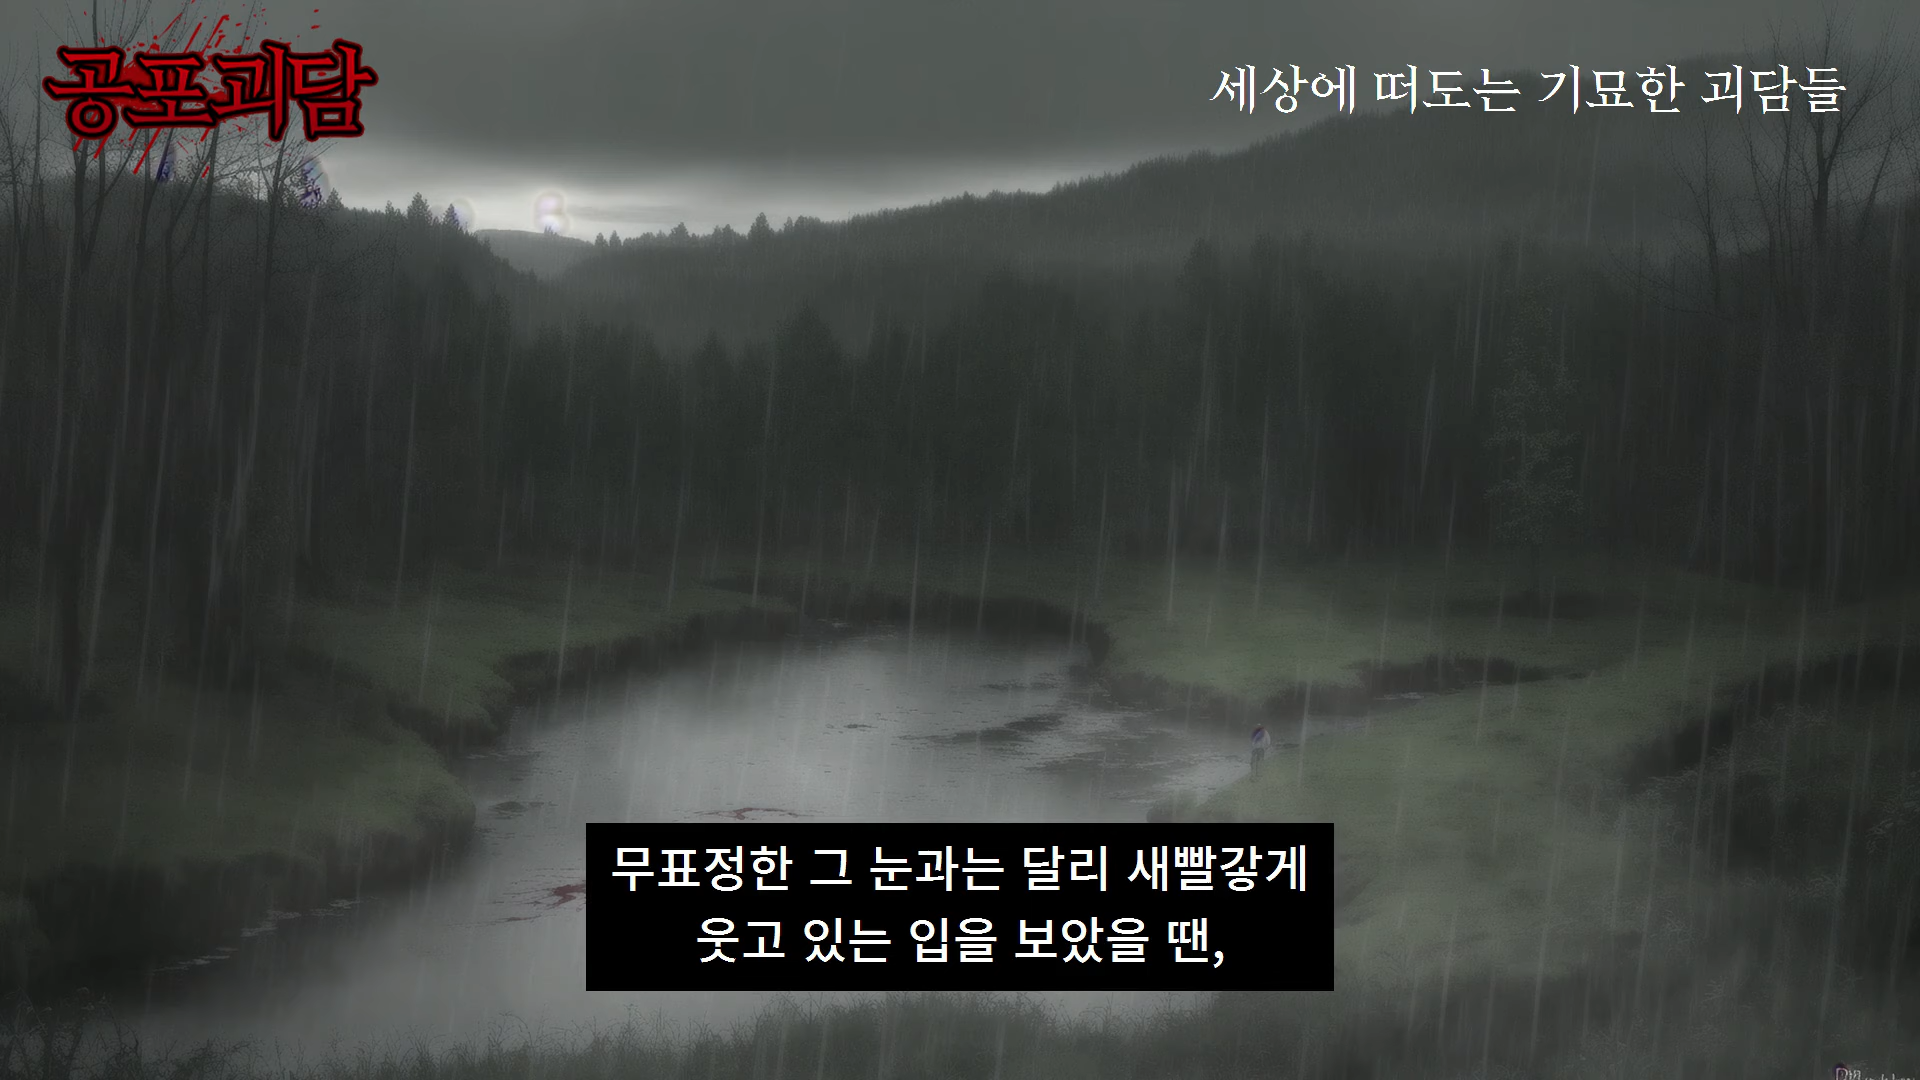 공포괴담
세상에 떠도는 기묘한 괴담들
무표정한 그 눈과는 달리 새빨갛게
웃고 있는 입을 보았을 땐,